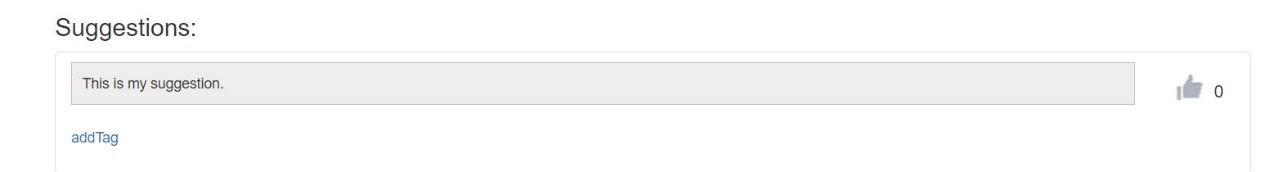 Suggestions:
This is my suggestion.
0
addTag